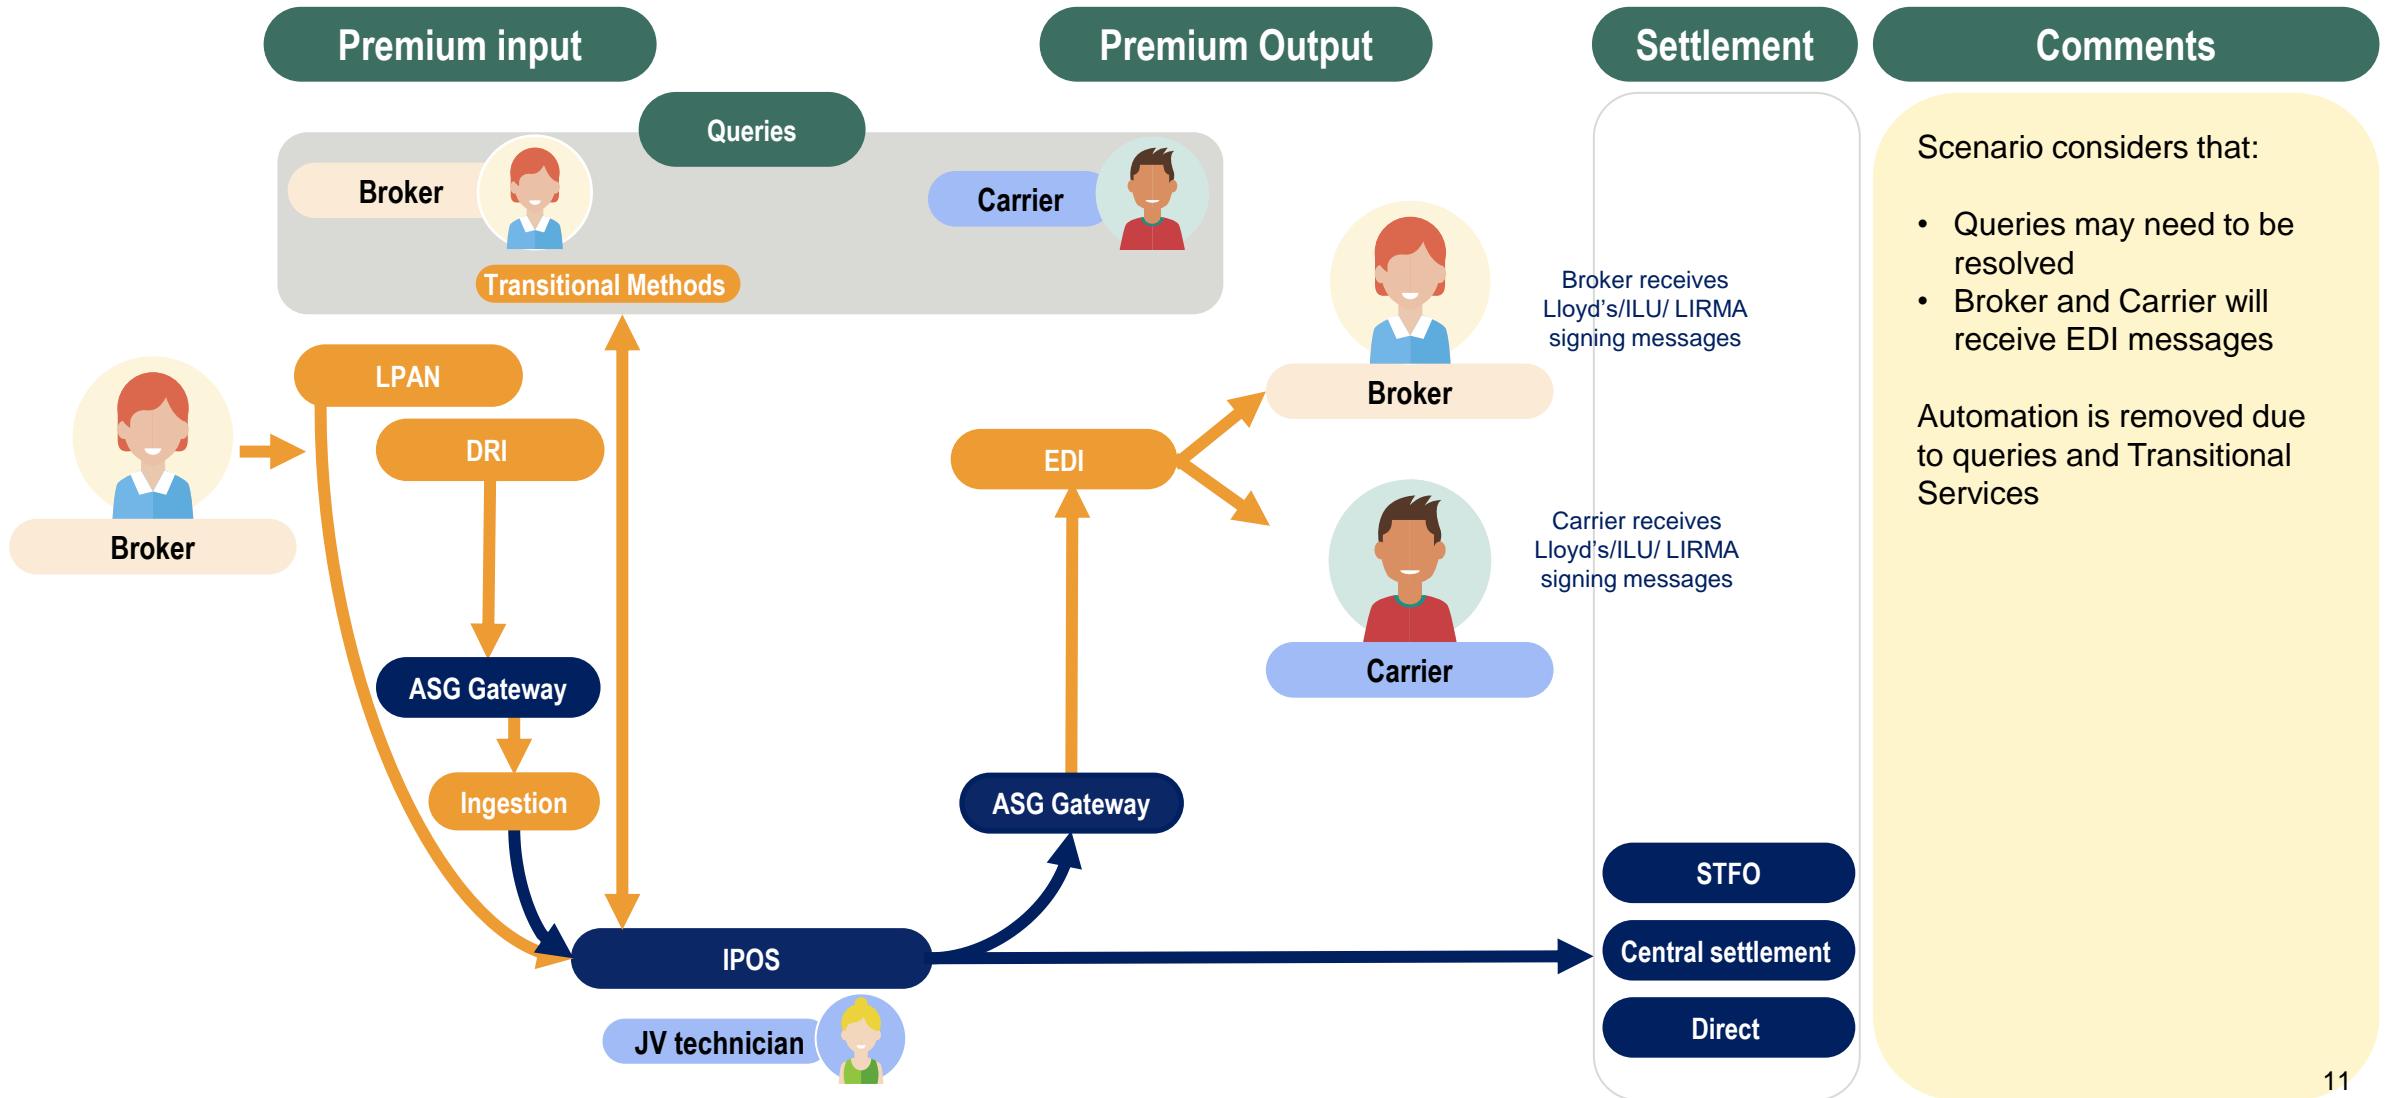 Premium input
Premium Output
Settlement
Comments
Queries
Broker
Carrier
Transitional Methods
LPAN
DRI
Broker
ASG Gateway
Ingestion
IPOS
JV technician
EDI
ASG Gateway
Broker
Broker receives
Lloyd's/ILU/ LIRMA
signing messages
Carrier
Carrier receives
Lloyd's/ILU/ LIRMA
signing messages
STFO
Central settlement
Direct
Scenario considers that:
• Queries may need to be
resolved
• Broker and Carrier will
receive EDI messages
Automation is removed due
to queries and Transitional
Services
11